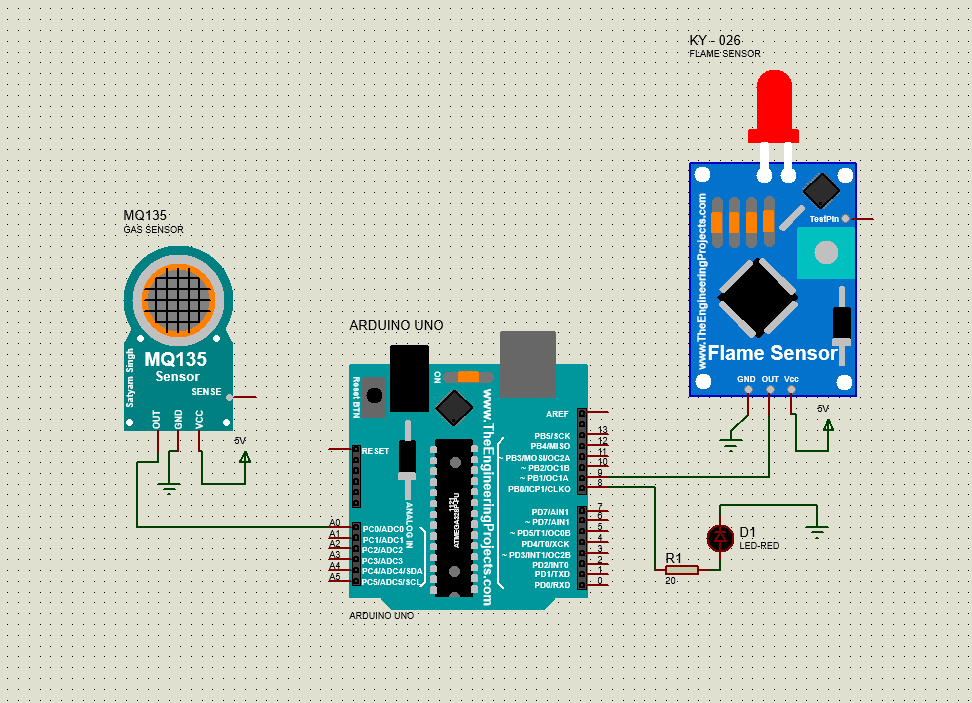 KY - 026
FLAME SENSOR
TestPin
www.TheEngineeringProjects.com
Flame Sensor
GND OUT Vcc
5V
MQ135
GAS SENSOR
MQ135
Sensor
Satyam Singh
SENSE
OUT
GND
VCC
5V
ARDUINO UNO
Reset BTN
ON
www.TheEngineeringProjects.com
RESET
AREF
PB5/SCK 13
PB4/MISO 12
~ PB3/MOSI/OC2A 11
~ PB2/OC1B 10
~ PB1/OC1A 9
PB0/ICP1/CLKO 8
PD7/AIN1 7
~ PD7/AIN1 6
~ PD5/T1/OC0B 5
PD4/T0/XCK 4
~ PD3/INT1/OC2B 3
PD2/INT0 2
PD1/TXD 1
PD0/RXD 0
ANALOG IN
A0 PC0/ADC0
A1 PC1/ADC1
A2 PC2/ADC2
A3 PC3/ADC3
A4 PC4/ADC4/SDA
A5 PC5/ADC5/SCL
1121
ARDUINO UNO
R1
20
D1
LED-RED